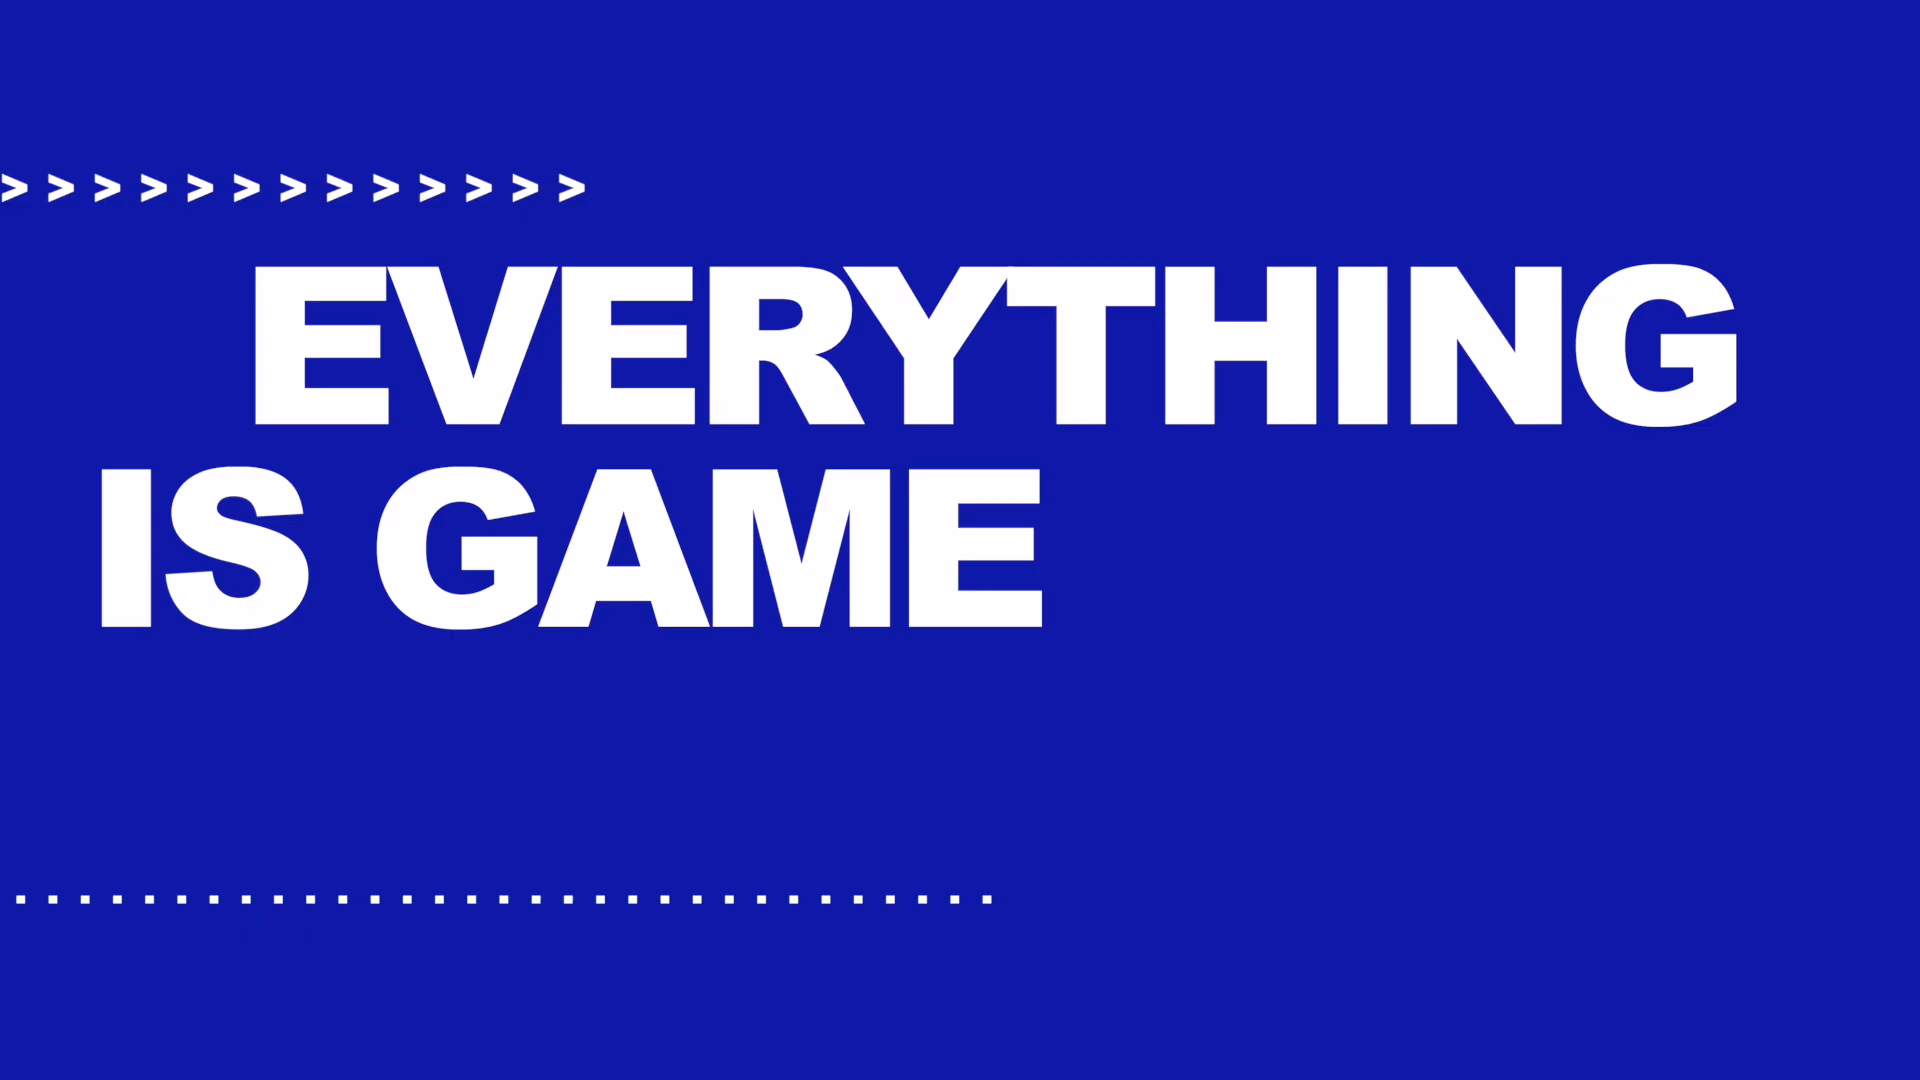 > > > > > > > > > > > > >
EVERYTHING
IS GAME
. . . . . . . . . . . . . . . . . . . . . . . . . . . . . . .